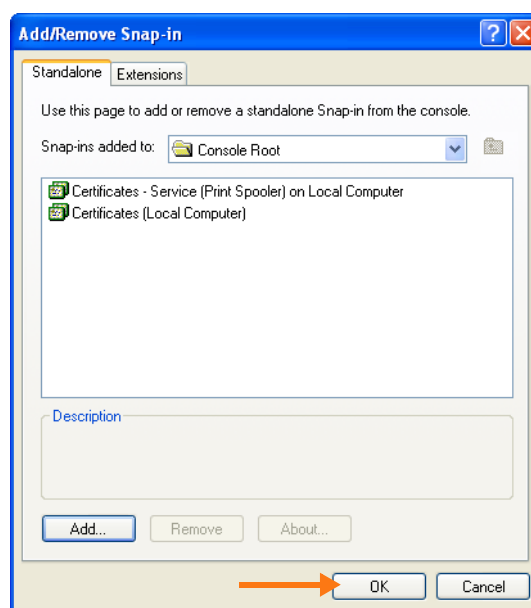 Add/Remove Snap-in
Standalone Extensions
Use this page to add or remove a standalone Snap-in from the console.
Snap-ins added to: Console Root
Certificates - Service (Print Spooler) on Local Computer
Certificates (Local Computer)
Description
Add... Remove About...
OK Cancel